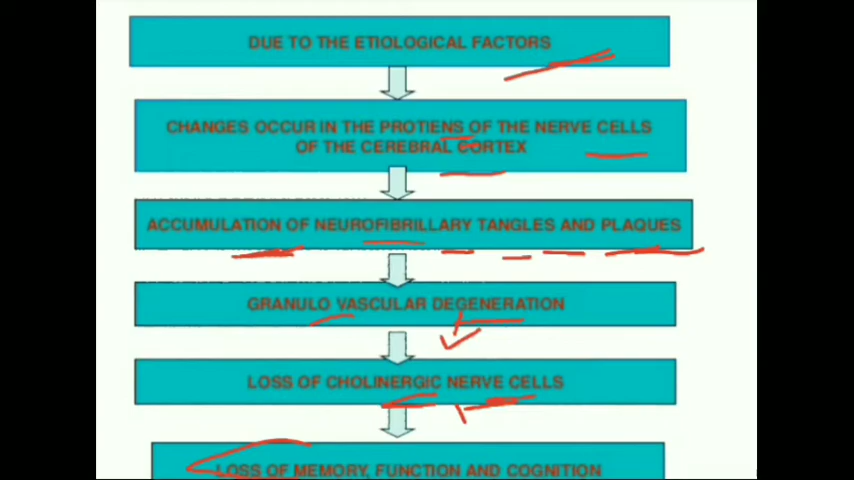 DUE TO THE ETIOLOGICAL FACTORS
CHANGES OCCUR IN THE PROTIENS OF THE NERVE CELLS
OF THE CEREBRAL CORTEX
ACCUMULATION OF NEUROFIBRILLARY TANGLES AND PLAQUES
GRANULO VASCULAR DEGENERATION
LOSS OF CHOLINERGIC NERVE CELLS
LOSS OF MEMORY, FUNCTION AND COGNITION